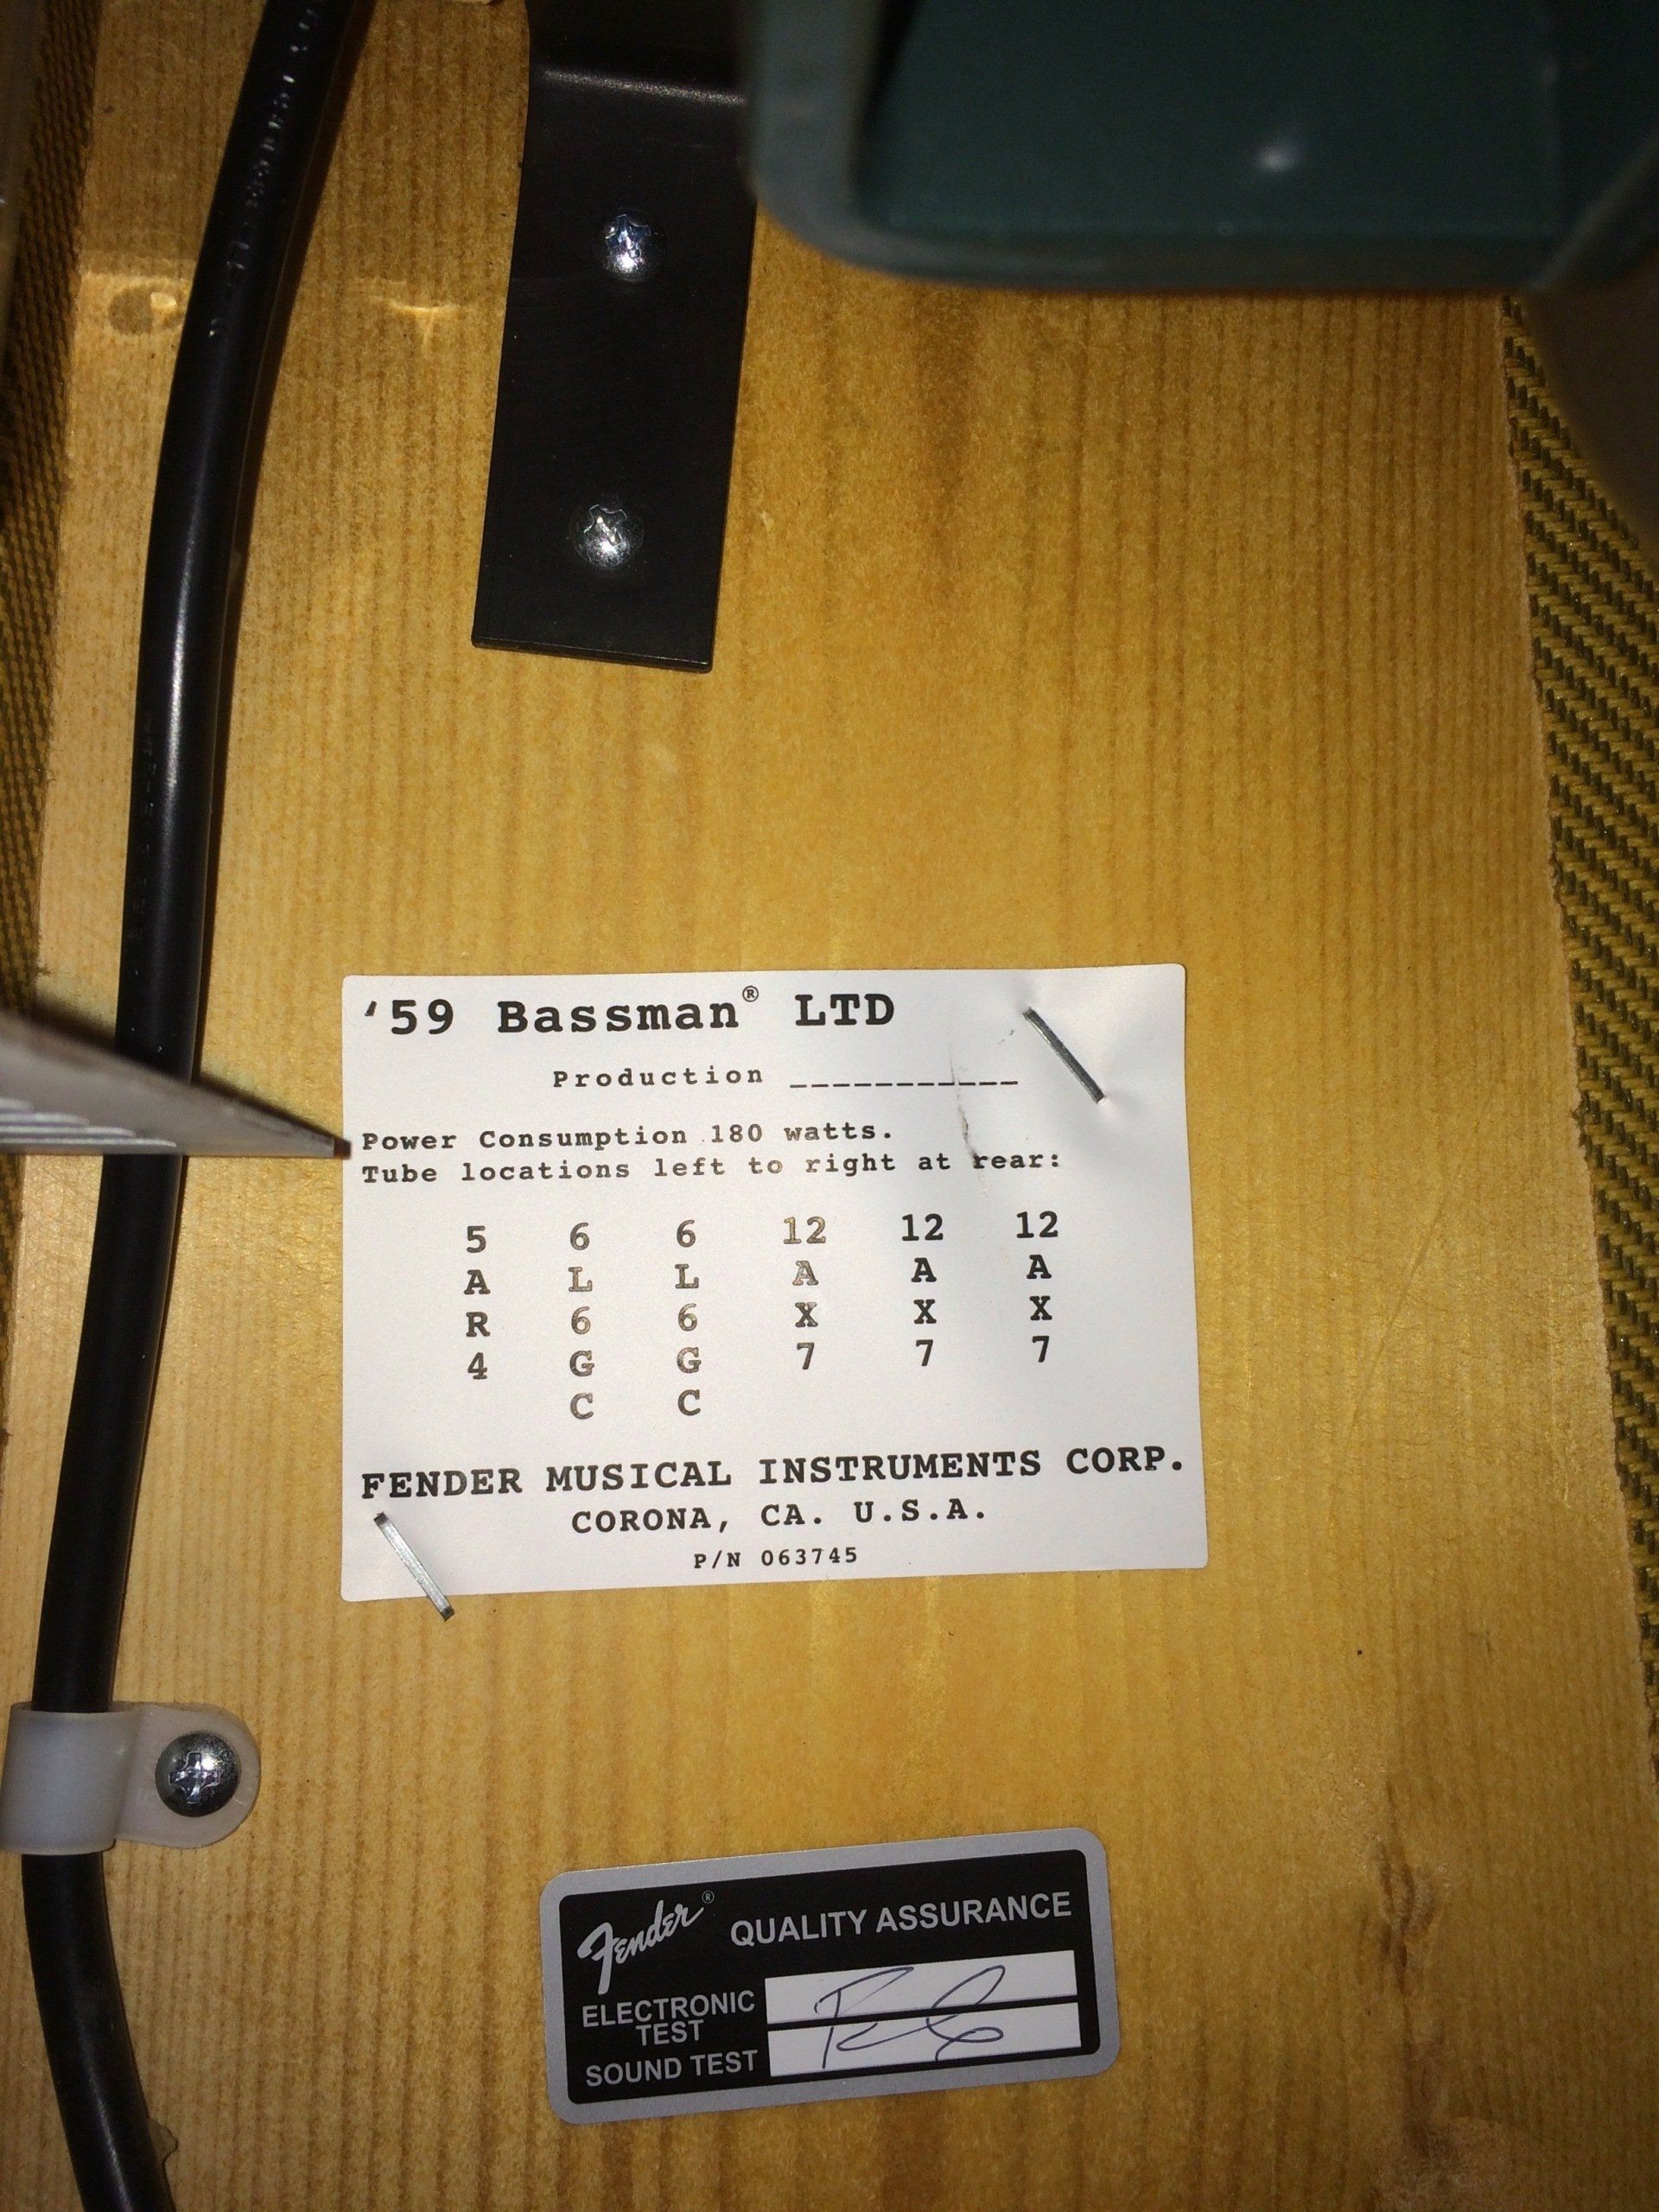 '59 Bassman® LTD
Production ___________
Power Consumption 180 watts.
Tube locations left to right at rear:
5 6 6 12 12 12
A L L A A A
R 6 6 X X X
4 G G 7 7 7
C C
FENDER MUSICAL INSTRUMENTS CORP.
CORONA, CA. U.S.A.
P/N 063745
Fender® QUALITY ASSURANCE
ELECTRONIC
TEST
SOUND TEST